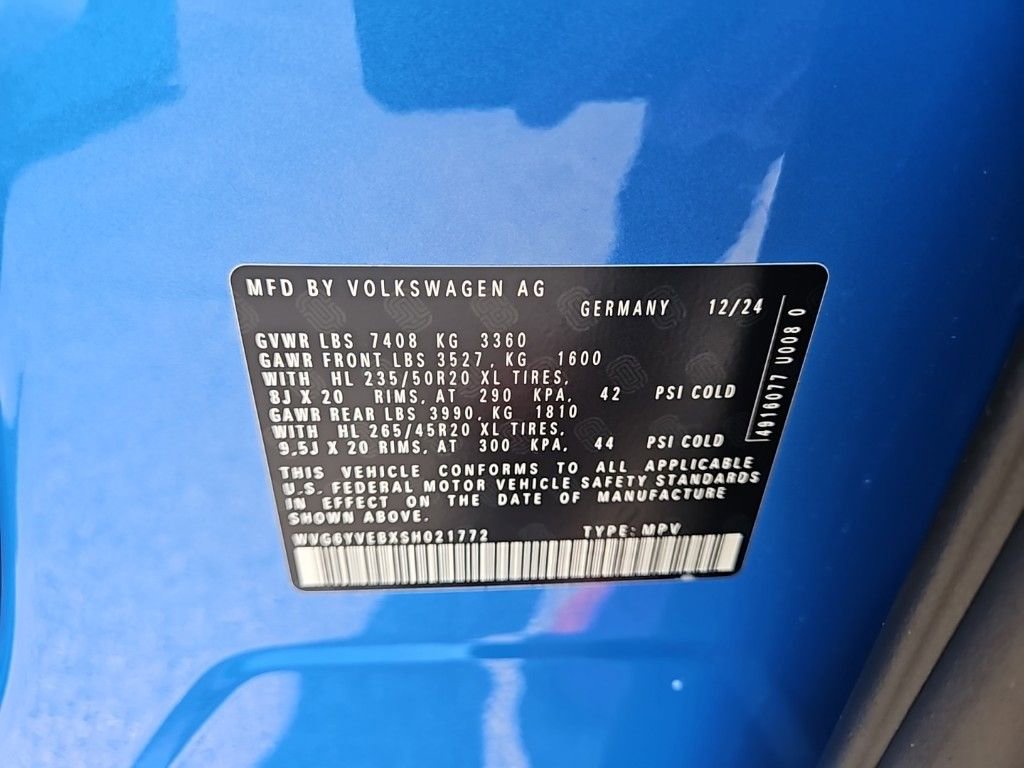 MFD BY VOLKSWAGEN AG
GERMANY 12/24
GVWR LBS 7408 KG 3360
GAWR FRONT LBS 3527, KG 1600
WITH HL 235/50R20 XL TIRES,
8J X 20 RIMS, AT 290 KPA, 42 PSI COLD
GAWR REAR LBS 3990, KG 1810
WITH HL 265/45R20 XL TIRES,
9,5J X 20 RIMS, AT 300 KPA, 44 PSI COLD
THIS VEHICLE CONFORMS TO ALL APPLICABLE
U.S. FEDERAL MOTOR VEHICLE SAFETY STANDARDS
IN EFFECT ON THE DATE OF MANUFACTURE
SHOWN ABOVE.
WVG6YVEBXSH021772 TYPE: MPV
4916077 U008 0